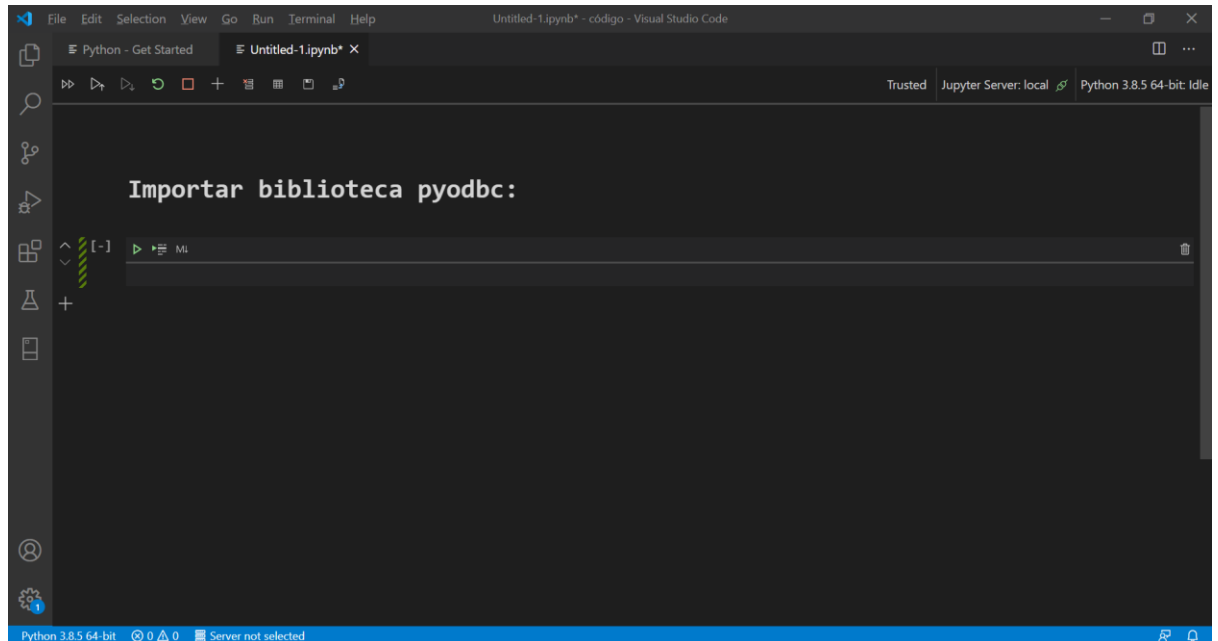 File Edit Selection View Go Run Terminal Help Untitled-1.ipynb* - código - Visual Studio Code
Python - Get Started Untitled-1.ipynb*
Trusted Jupyter Server: local Python 3.8.5 64-bit: Idle
Importar biblioteca pyodbc:
[-] M↓
1
Python 3.8.5 64-bit 0 0 Server not selected